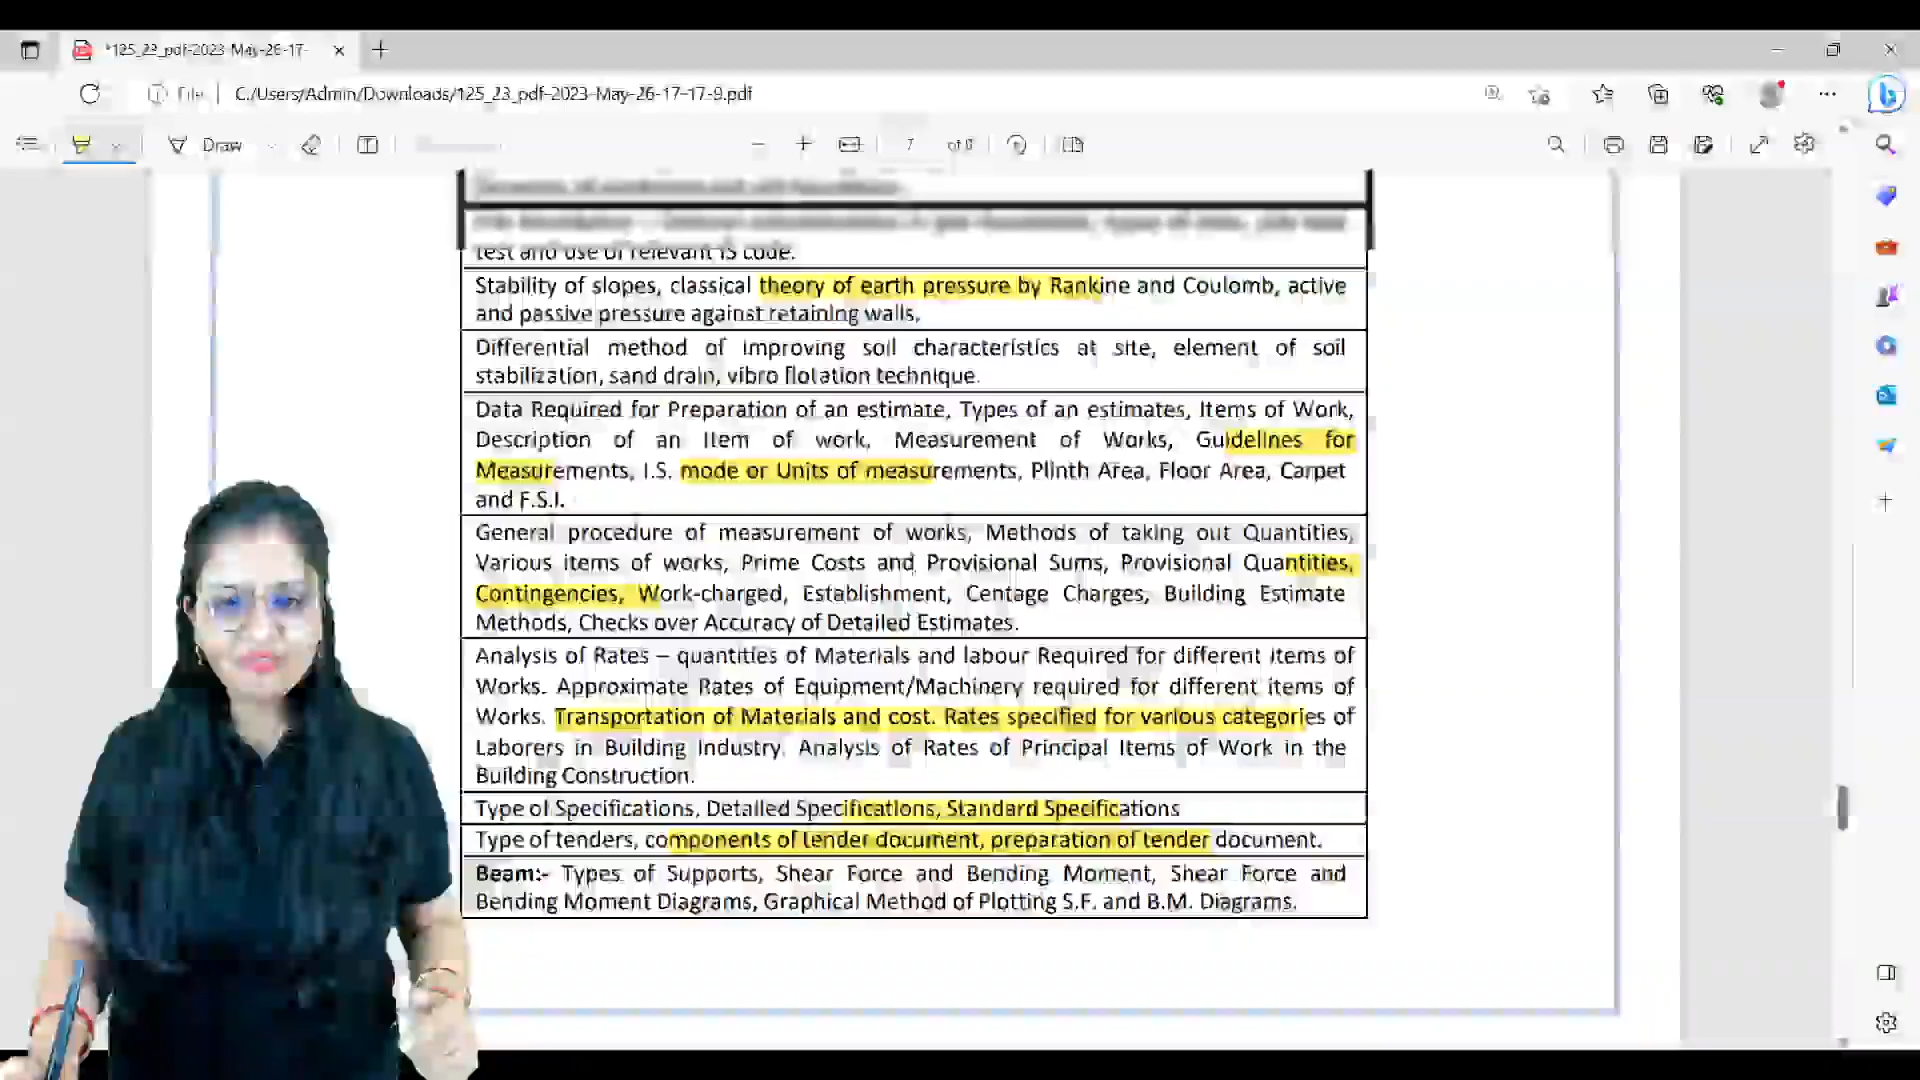 *125_23_pdf-2023-May-26-17-
File
C:/Users/Admin/Downloads/125_23_pdf-2023-May-26-17-17-9.pdf
Draw
7
test and use of relevant IS code.
Stability of slopes, classical theory of earth pressure by Rankine and Coulomb, active
and passive pressure against retaining walls.
Differential method of improving soil characteristics at site, element of soil
stabilization, sand drain, vibro flotation technique.
Data Required for Preparation of an estimate, Types of an estimates, Items of Work,
Description of an Item of work, Measurement of Works, Guidelines for
Measurements, I.S. mode or Units of measurements, Plinth Area, Floor Area, Carpet
and F.S.I.
General procedure of measurement of works, Methods of taking out Quantities,
Various items of works, Prime Costs and Provisional Sums, Provisional Quantities,
Contingencies, Work-charged, Establishment, Centage Charges, Building Estimate
Methods, Checks over Accuracy of Detailed Estimates.
Analysis of Rates – quantities of Materials and labour Required for different items of
Works. Approximate Rates of Equipment/Machinery required for different items of
Works. Transportation of Materials and cost. Rates specified for various categories of
Laborers in Building Industry. Analysis of Rates of Principal Items of Work in the
Building Construction.
Type of Specifications, Detailed Specifications, Standard Specifications
Type of tenders, components of tender document, preparation of tender document.
Beam:- Types of Supports, Shear Force and Bending Moment, Shear Force and
Bending Moment Diagrams, Graphical Method of Plotting S.F. and B.M. Diagrams.